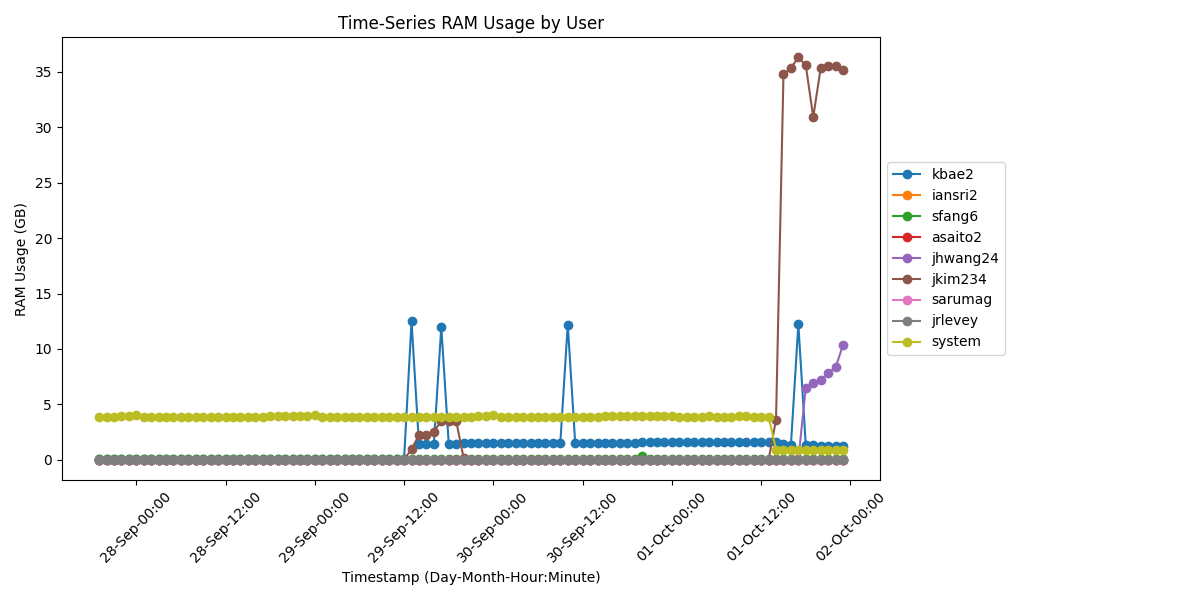 Time-Series RAM Usage by User
35
30
25
20
15
10
5
0
RAM Usage (GB)
28-Sep-00:00
28-Sep-12:00
29-Sep-00:00
29-Sep-12:00
30-Sep-00:00
30-Sep-12:00
01-Oct-00:00
01-Oct-12:00
02-Oct-00:00
Timestamp (Day-Month-Hour:Minute)
kbae2
iansri2
sfang6
asaito2
jhwang24
jkim234
sarumag
jrlevey
system